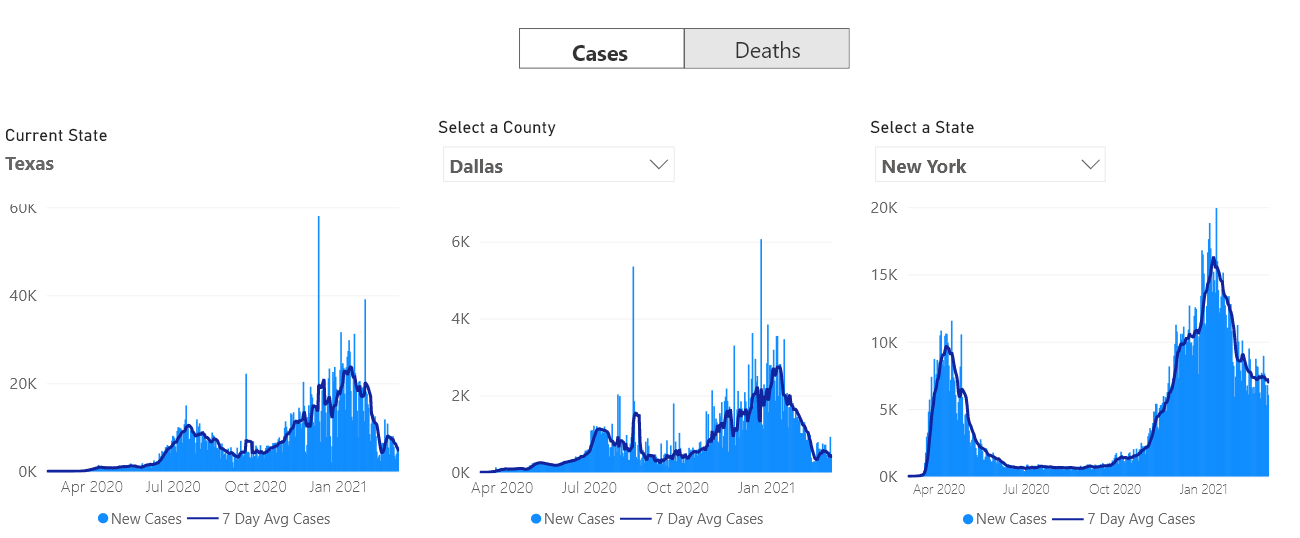 Cases
Deaths
Current State
Texas
60K
40K
20K
0K
Apr 2020
Jul 2020
Oct 2020
Jan 2021
New Cases
7 Day Avg Cases
Select a County
Dallas
6K
4K
2K
0K
Apr 2020
Jul 2020
Oct 2020
Jan 2021
New Cases
7 Day Avg Cases
Select a State
New York
20K
15K
10K
5K
0K
Apr 2020
Jul 2020
Oct 2020
Jan 2021
New Cases
7 Day Avg Cases